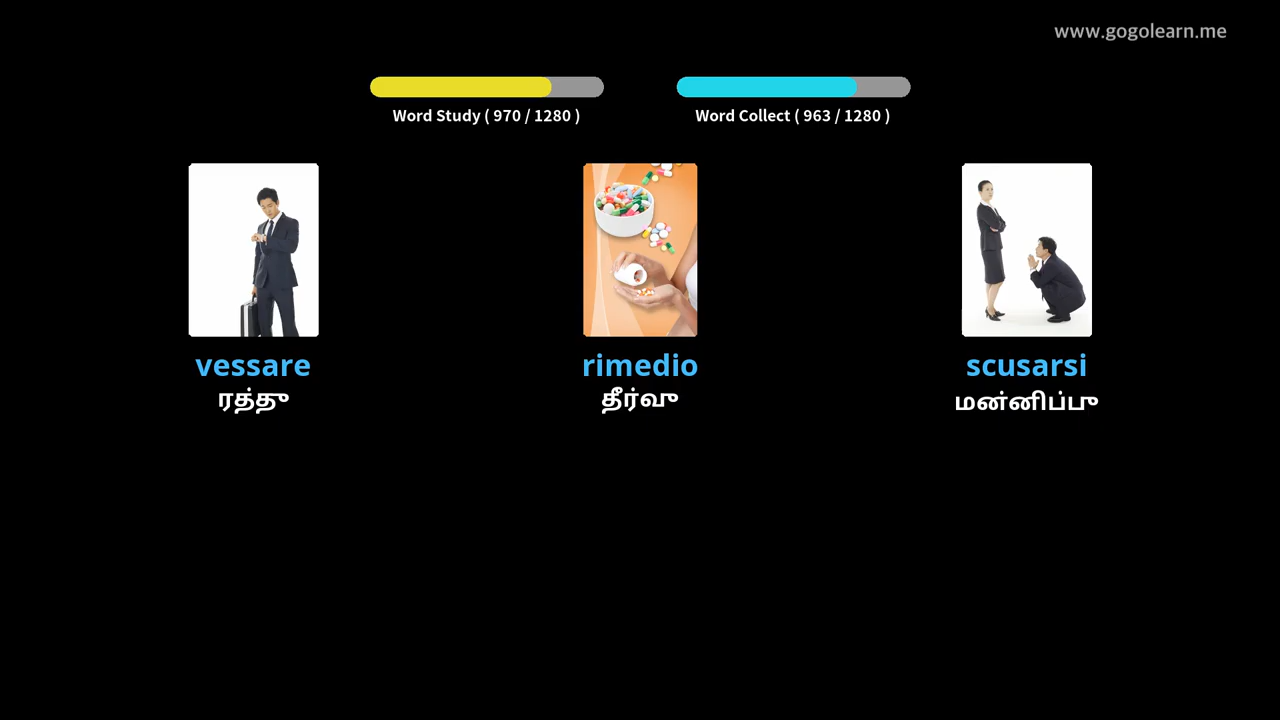 www.gogolearn.me
Word Study ( 970 / 1280 )
Word Collect ( 963 / 1280 )
vessare
ரத்து
rimedio
தீர்வு
scusarsi
மன்னிப்பு